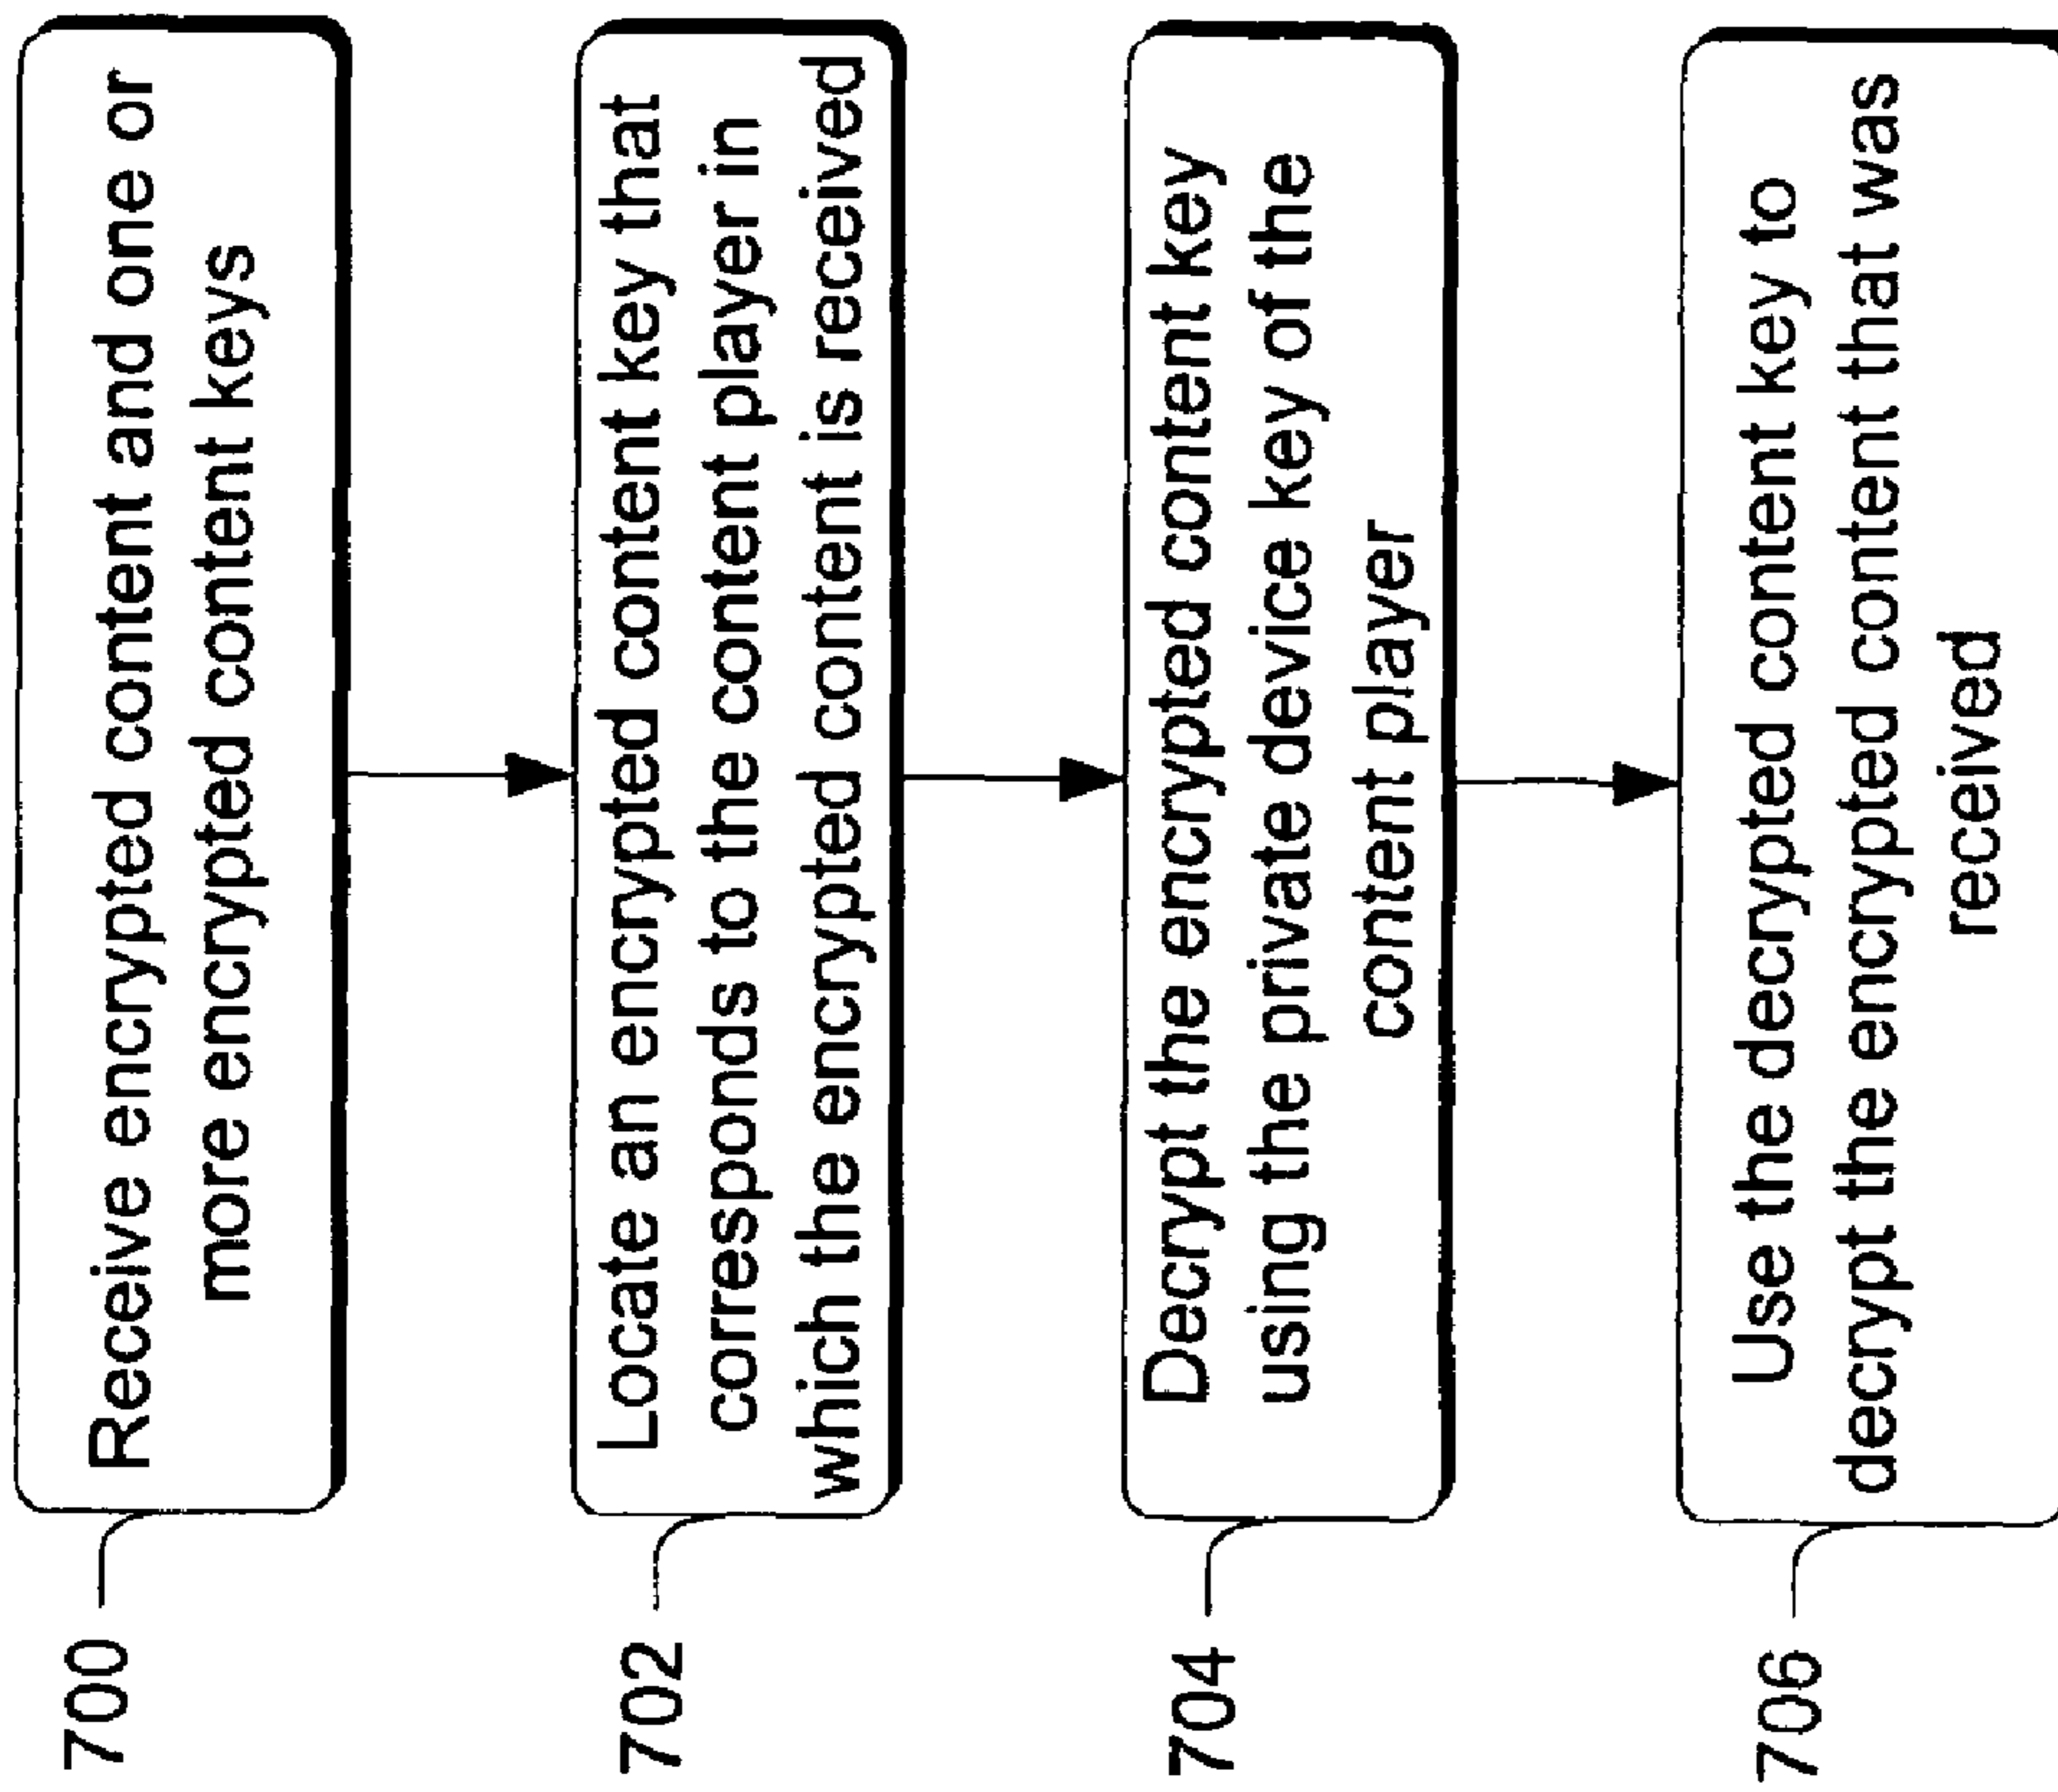 700
Receive encrypted content and one or
more encrypted content keys
702
Locate an encrypted content key that
corresponds to the content player in
which the encrypted content is received
704
Decrypt the encrypted content key
using the private device key of the
content player
706
Use the decrypted content key to
decrypt the encrypted content that was
received